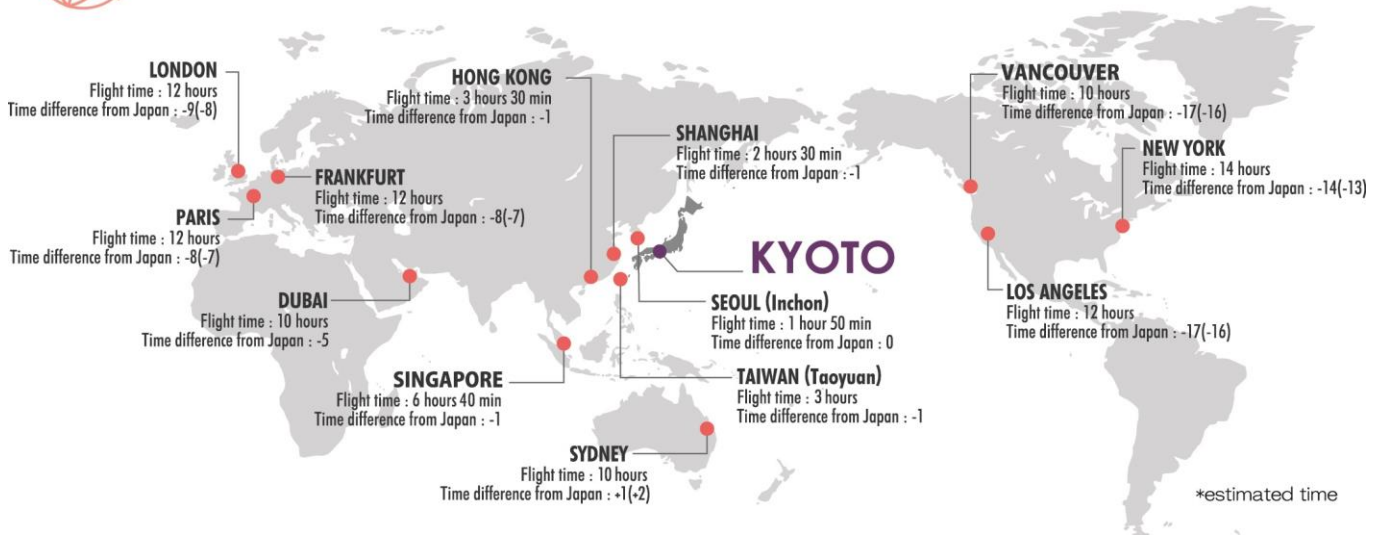 LONDON
Flight time : 12 hours
Time difference from Japan : -9(-8)
HONG KONG
Flight time : 3 hours 30 min
Time difference from Japan : -1
VANCOUVER
Flight time : 10 hours
Time difference from Japan : -17(-16)
SHANGHAI
Flight time : 2 hours 30 min
Time difference from Japan : -1
NEW YORK
Flight time : 14 hours
Time difference from Japan : -14(-13)
FRANKFURT
Flight time : 12 hours
Time difference from Japan : -8(-7)
PARIS
Flight time : 12 hours
Time difference from Japan : -8(-7)
KYOTO
DUBAI
Flight time : 10 hours
Time difference from Japan : -5
SEOUL (Inchon)
Flight time : 1 hour 50 min
Time difference from Japan : 0
LOS ANGELES
Flight time : 12 hours
Time difference from Japan : -17(-16)
SINGAPORE
Flight time : 6 hours 40 min
Time difference from Japan : -1
TAIWAN (Taoyuan)
Flight time : 3 hours
Time difference from Japan : -1
SYDNEY
Flight time : 10 hours
Time difference from Japan : +1(+2)
*estimated time